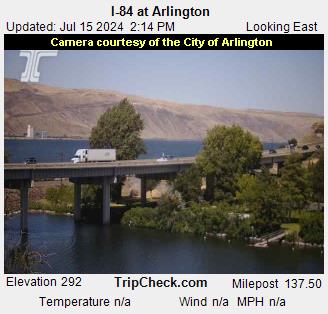 I-84 at Arlington
Updated: Jul 15 2024 2:14 PM Looking East
Camera courtesy of the City of Arlington
Elevation 292 TripCheck.com Milepost 137.50
Temperature n/a Wind n/a MPH n/a